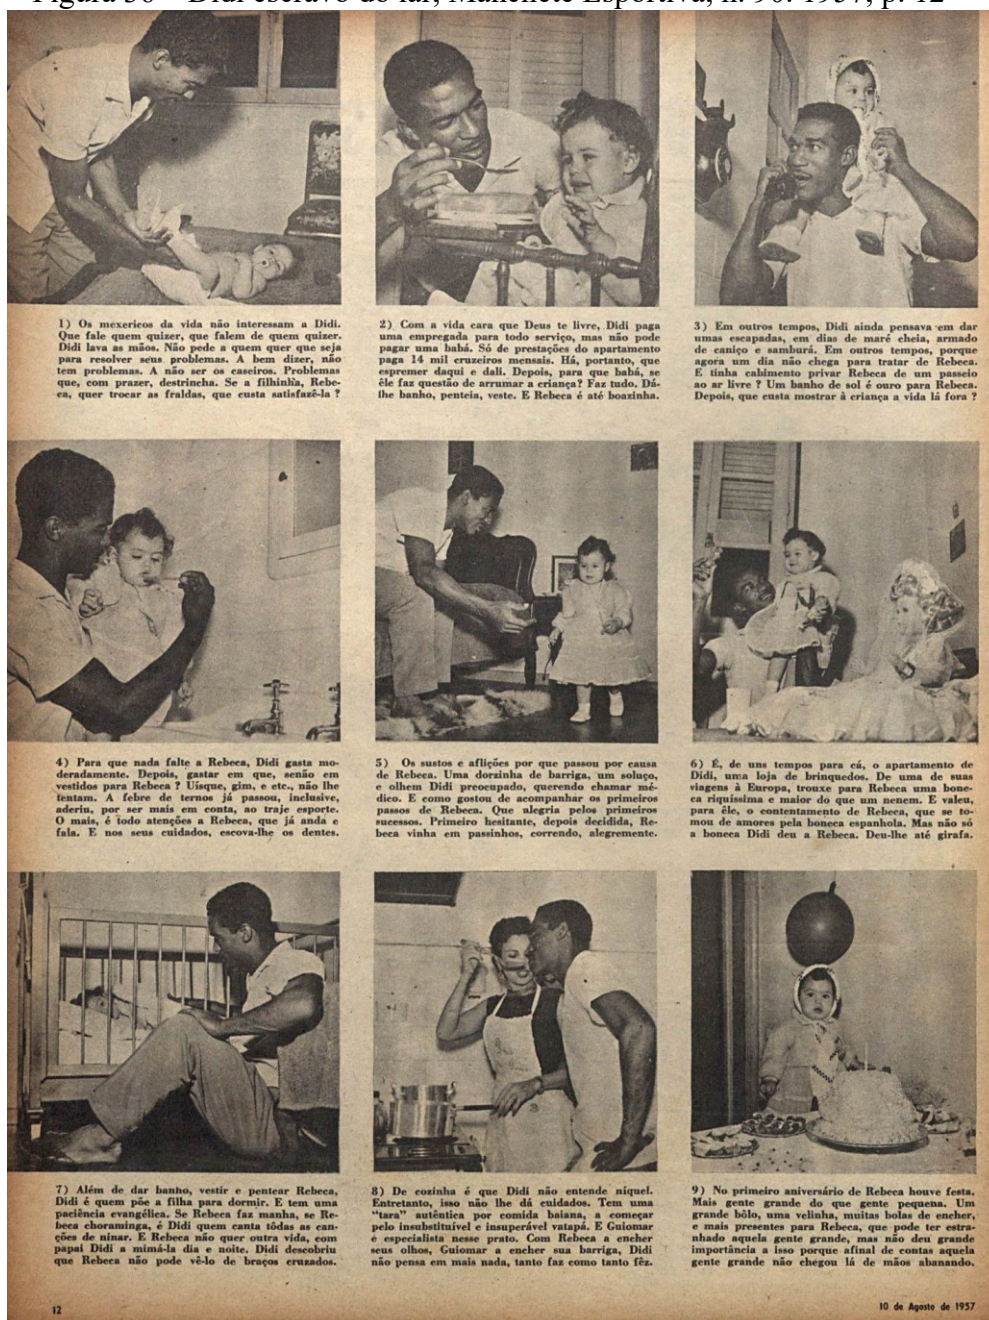 Figura 30 – Didi escravo do lar, Manchete Esportiva, n. 90. 1957, p. 12
1) Os mexericos da vida não interessam a Didi.
Que fale quem quizer, que falem de quem quizer.
Didi lava as mãos. Não pede a quem quer que seja
para resolver seus problemas. A bem dizer, não
tem problemas. A não ser os caseiros. Problemas
que, com prazer, destrincha. Se a filhinha, Rebe-
ca, quer trocar as fraldas, que custa satisfazê-la ?
2) Com a vida cara que Deus te livre, Didi paga
uma empregada para todo serviço, mas não pode
pagar uma babá. Só de prestações do apartamento
paga 14 mil cruzeiros mensais. Há, portanto, que
espremer daqui e dali. Depois, para que babá, se
êle faz questão de arrumar a criança? Faz tudo. Dá-
lhe banho, penteia, veste. E Rebeca é até boazinha.
3) Em outros tempos, Didi ainda pensava em dar
umas escapadas, em dias de maré cheia, armado
de caniço e samburá. Em outros tempos, porque
agora um dia não chega para tratar de Rebeca.
E tinha cabimento privar Rebeca de um passeio
ao ar livre ? Um banho de sol é ouro para Rebeca.
Depois, que custa mostrar à criança a vida lá fora ?
4) Para que nada falte a Rebeca, Didi gasta mo-
deradamente. Depois, gastar em que, senão em
vestidos para Rebeca ? Uísque, gim, e etc., não lhe
tentam. A febre de ternos já passou, inclusive,
aderiu, por ser mais em conta, ao traje esporte.
O mais, é todo atenções a Rebeca, que já anda e
fala. E nos seus cuidados, escova-lhe os dentes.
5) Os sustos e aflições por que passou por causa
de Rebeca. Uma dorzinha de barriga, um soluço,
e olhem Didi preocupado, querendo chamar mé-
dico. E como gostou de acompanhar os primeiros
passos de Rebeca. Que alegria pelos primeiros
sucessos. Primeiro hesitante, depois decidida, Re-
beca vinha em passinhos, correndo, alegremente.
6) É, de uns tempos para cá, o apartamento de
Didi, uma loja de brinquedos. De uma de suas
viagens à Europa, trouxe para Rebeca uma bone-
ca riquissima e maior do que um nenem. E valeu,
para êle, o contentamento de Rebeca, que se to-
mou de amores pela boneca espanhola. Mas não só
a boneca Didi deu a Rebeca. Deu-lhe até girafa.
7) Além de dar banho, vestir e pentear Rebeca,
Didi é quem põe a filha para dormir. E tem uma
paciência evangélica. Se Rebeca faz manha, se Re-
beca choraminga, é Didi quem canta tôdas as can-
ções de ninar. E Rebeca não quer outra vida, com
papai Didi a mimá-la dia e noite. Didi descobriu
que Rebeca não pode vê-lo de braços cruzados.
8) De cozinha é que Didi não entende níquel.
Entretanto, isso não lhe dá cuidados. Tem uma
"tara" autêntica por comida baiana, a começar
pelo insubstituível e insuperável vatapá. E Guiomar
é especialista nesse prato. Com Rebeca a encher
seus olhos, Guiomar a encher sua barriga, Didi
não pensa em mais nada, tanto faz como tanto fêz.
9) No primeiro aniversário de Rebeca houve festa.
Mais gente grande do que gente pequena. Um
grande bôlo, uma velinha, muitas bolas de encher,
e mais presentes para Rebeca, que pode ter estra-
nhado aquela gente grande, mas não deu grande
importância a isso porque afinal de contas aquela
gente grande não chegou lá de mãos abanando.
12
10 de Agosto de 1957